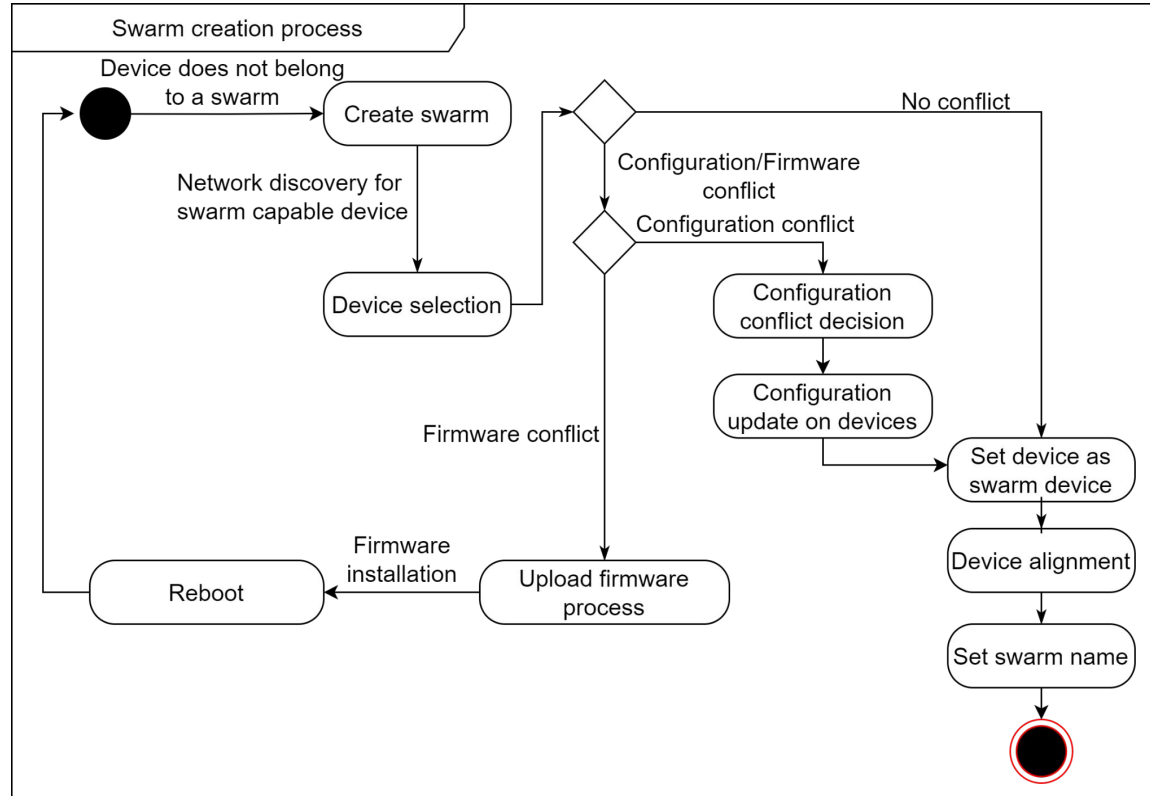 Swarm creation process
Device does not belong
to a swarm
Create swarm
No conflict
Network discovery for
swarm capable device
Configuration/Firmware
conflict
Configuration conflict
Device selection
Configuration
conflict decision
Configuration
update on devices
Firmware conflict
Set device as
swarm device
Firmware
installation
Reboot
Upload firmware
process
Device alignment
Set swarm name